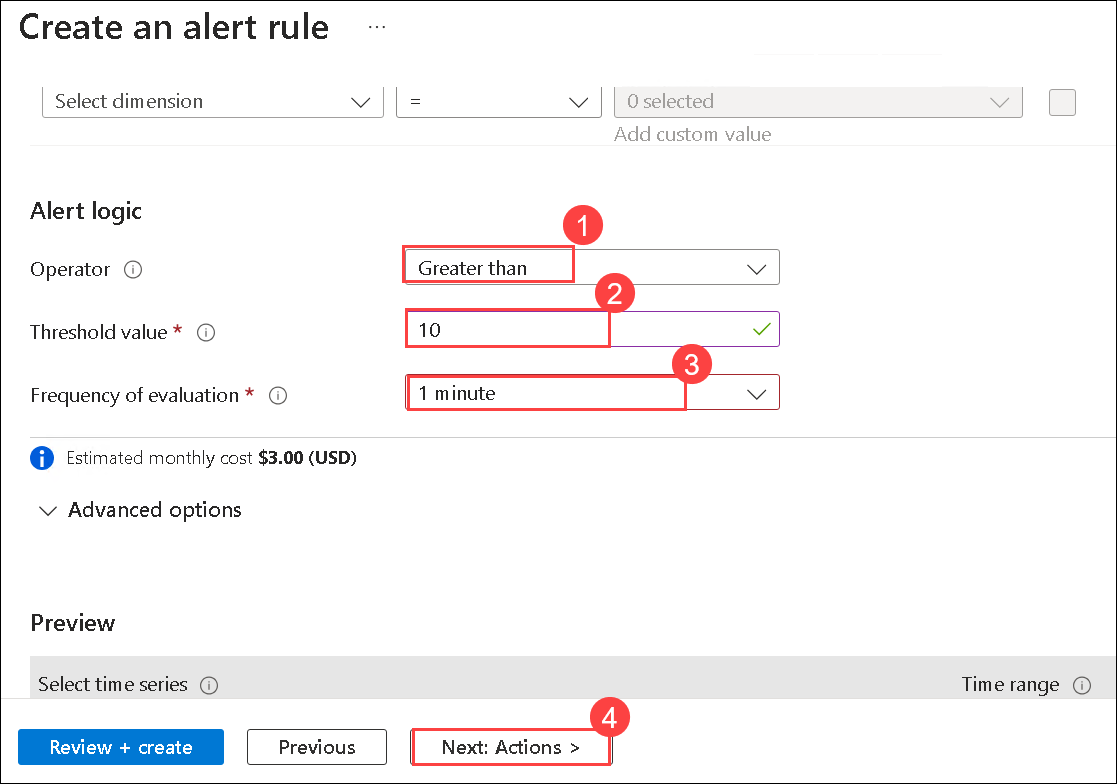 Create an alert rule ...
Select dimension = 0 selected
Add custom value
Alert logic
1
Operator Greater than
2
Threshold value * 10
3
Frequency of evaluation * 1 minute
Estimated monthly cost $3.00 (USD)
Advanced options
Preview
Select time series Time range
4
Review + create Previous Next: Actions >